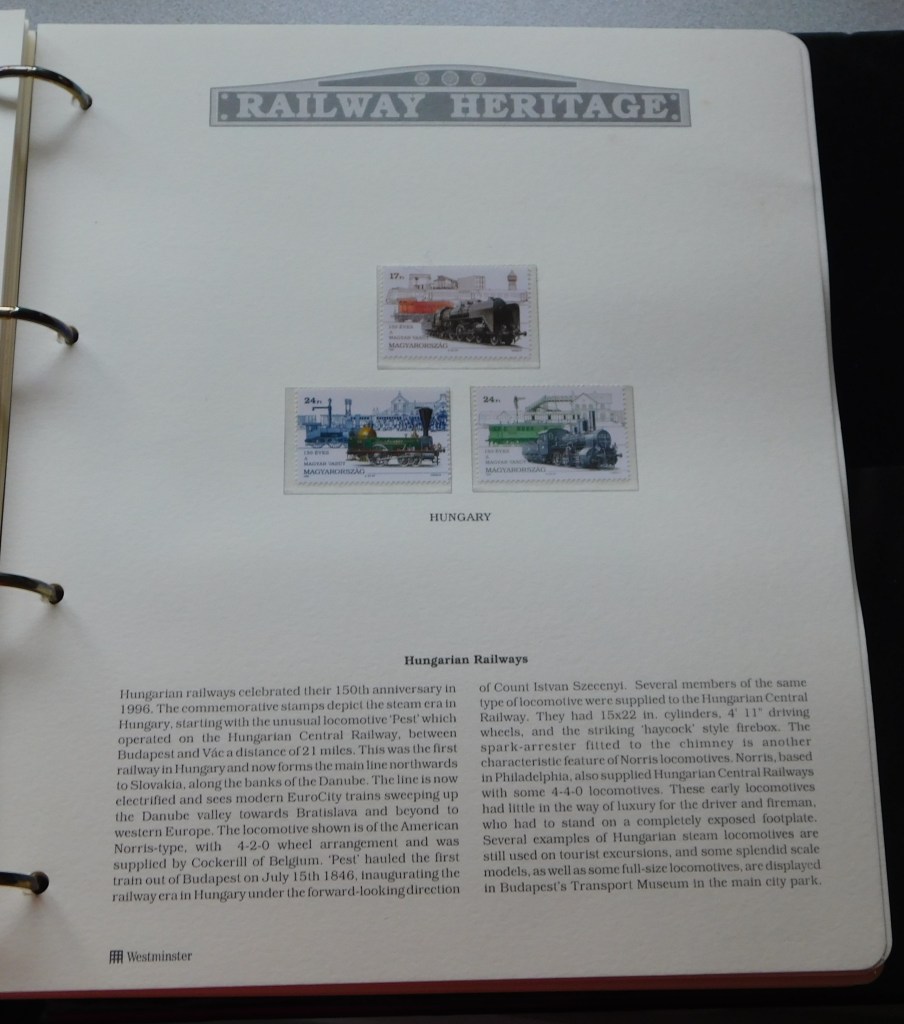 RAILWAY HERITAGE
17Ft
150 ÉVES
A
MAGYAR VASÚT
MAGYARORSZÁG
24Ft
150 ÉVES
A
MAGYAR VASÚT
MAGYARORSZÁG
24Ft
150 ÉVES
A
MAGYAR VASÚT
MAGYARORSZÁG
HUNGARY
Hungarian Railways
Hungarian railways celebrated their 150th anniversary in
1996. The commemorative stamps depict the steam era in
Hungary, starting with the unusual locomotive 'Pest' which
operated on the Hungarian Central Railway, between
Budapest and Vác a distance of 21 miles. This was the first
railway in Hungary and now forms the main line northwards
to Slovakia, along the banks of the Danube. The line is now
electrified and sees modern EuroCity trains sweeping up
the Danube valley towards Bratislava and beyond to
western Europe. The locomotive shown is of the American
Norris-type, with 4-2-0 wheel arrangement and was
supplied by Cockerill of Belgium. 'Pest' hauled the first
train out of Budapest on July 15th 1846, inaugurating the
railway era in Hungary under the forward-looking direction
of Count Istvan Szecenyi. Several members of the same
type of locomotive were supplied to the Hungarian Central
Railway. They had 15x22 in. cylinders, 4' 11" driving
wheels, and the striking 'haycock' style firebox. The
spark-arrester fitted to the chimney is another
characteristic feature of Norris locomotives. Norris, based
in Philadelphia, also supplied Hungarian Central Railways
with some 4-4-0 locomotives. These early locomotives
had little in the way of luxury for the driver and fireman,
who had to stand on a completely exposed footplate.
Several examples of Hungarian steam locomotives are
still used on tourist excursions, and some splendid scale
models, as well as some full-size locomotives, are displayed
in Budapest's Transport Museum in the main city park.
Westminster